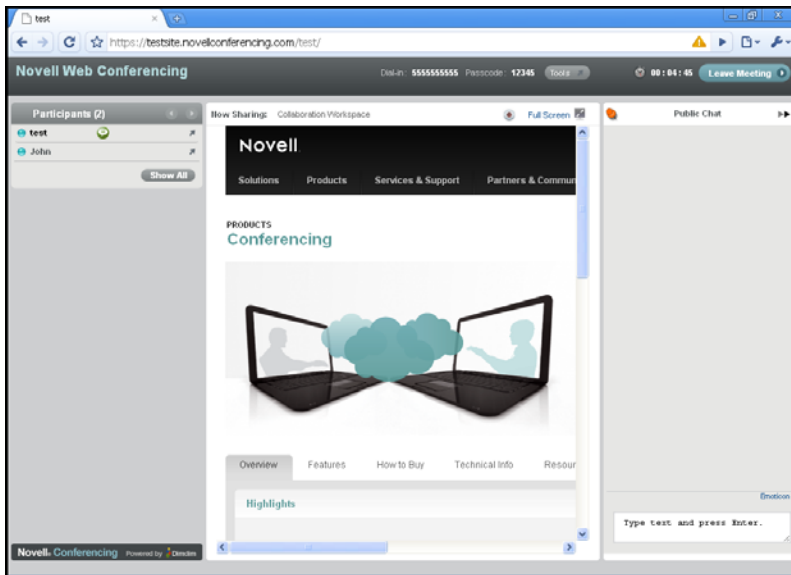 test
https://testsite.novellconferencing.com/test/
Novell Web Conferencing
Dial-in: 5555555555 Passcode: 12345 Tools
00:04:45 Leave Meeting
Participants (2)
test
John
Show All
Now Sharing: Collaboration Workspace
Full Screen
Novell
Solutions Products Services & Support Partners & Commun
PRODUCTS
Conferencing
Overview Features How to Buy Technical Info Resour
Highlights
Public Chat
Emoticon
Type text and press Enter.
Novell Conferencing Powered by Dimdim